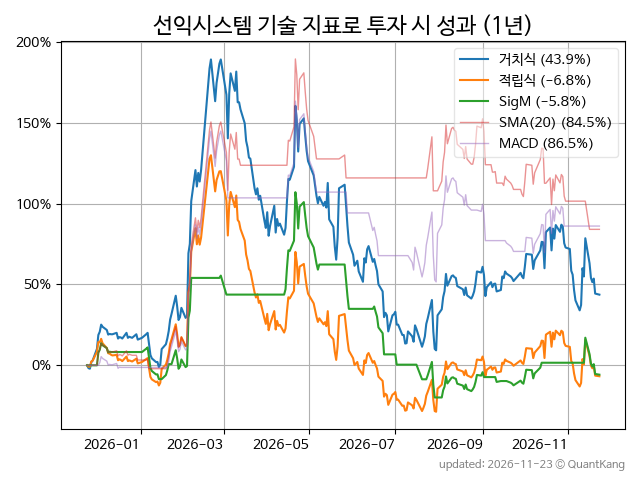 선익시스템 기술 지표로 투자 시 성과 (1년)
200%
150%
100%
50%
0%
거치식 (43.9%)
적립식 (−6.8%)
SigM (−5.8%)
SMA(20) (84.5%)
MACD (86.5%)
2026-01
2026-03
2026-05
2026-07
2026-09
2026-11
updated: 2026-11-23 © QuantKang